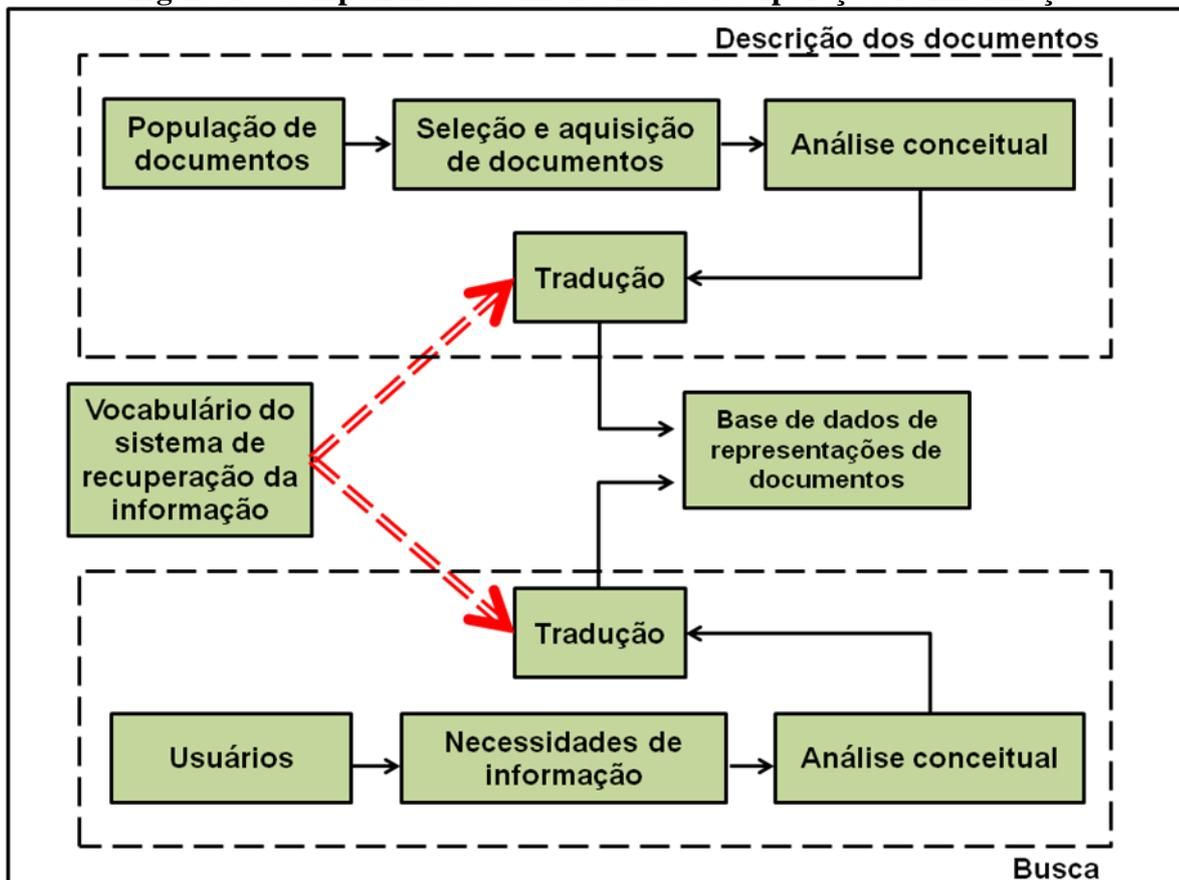 Descrição dos documentos
População de
documentos
Seleção e aquisição
de documentos
Análise conceitual
Tradução
Vocabulário do
sistema de
recuperação da
informação
Base de dados de
representações de
documentos
Tradução
Usuários
Necessidades de
informação
Análise conceitual
Busca